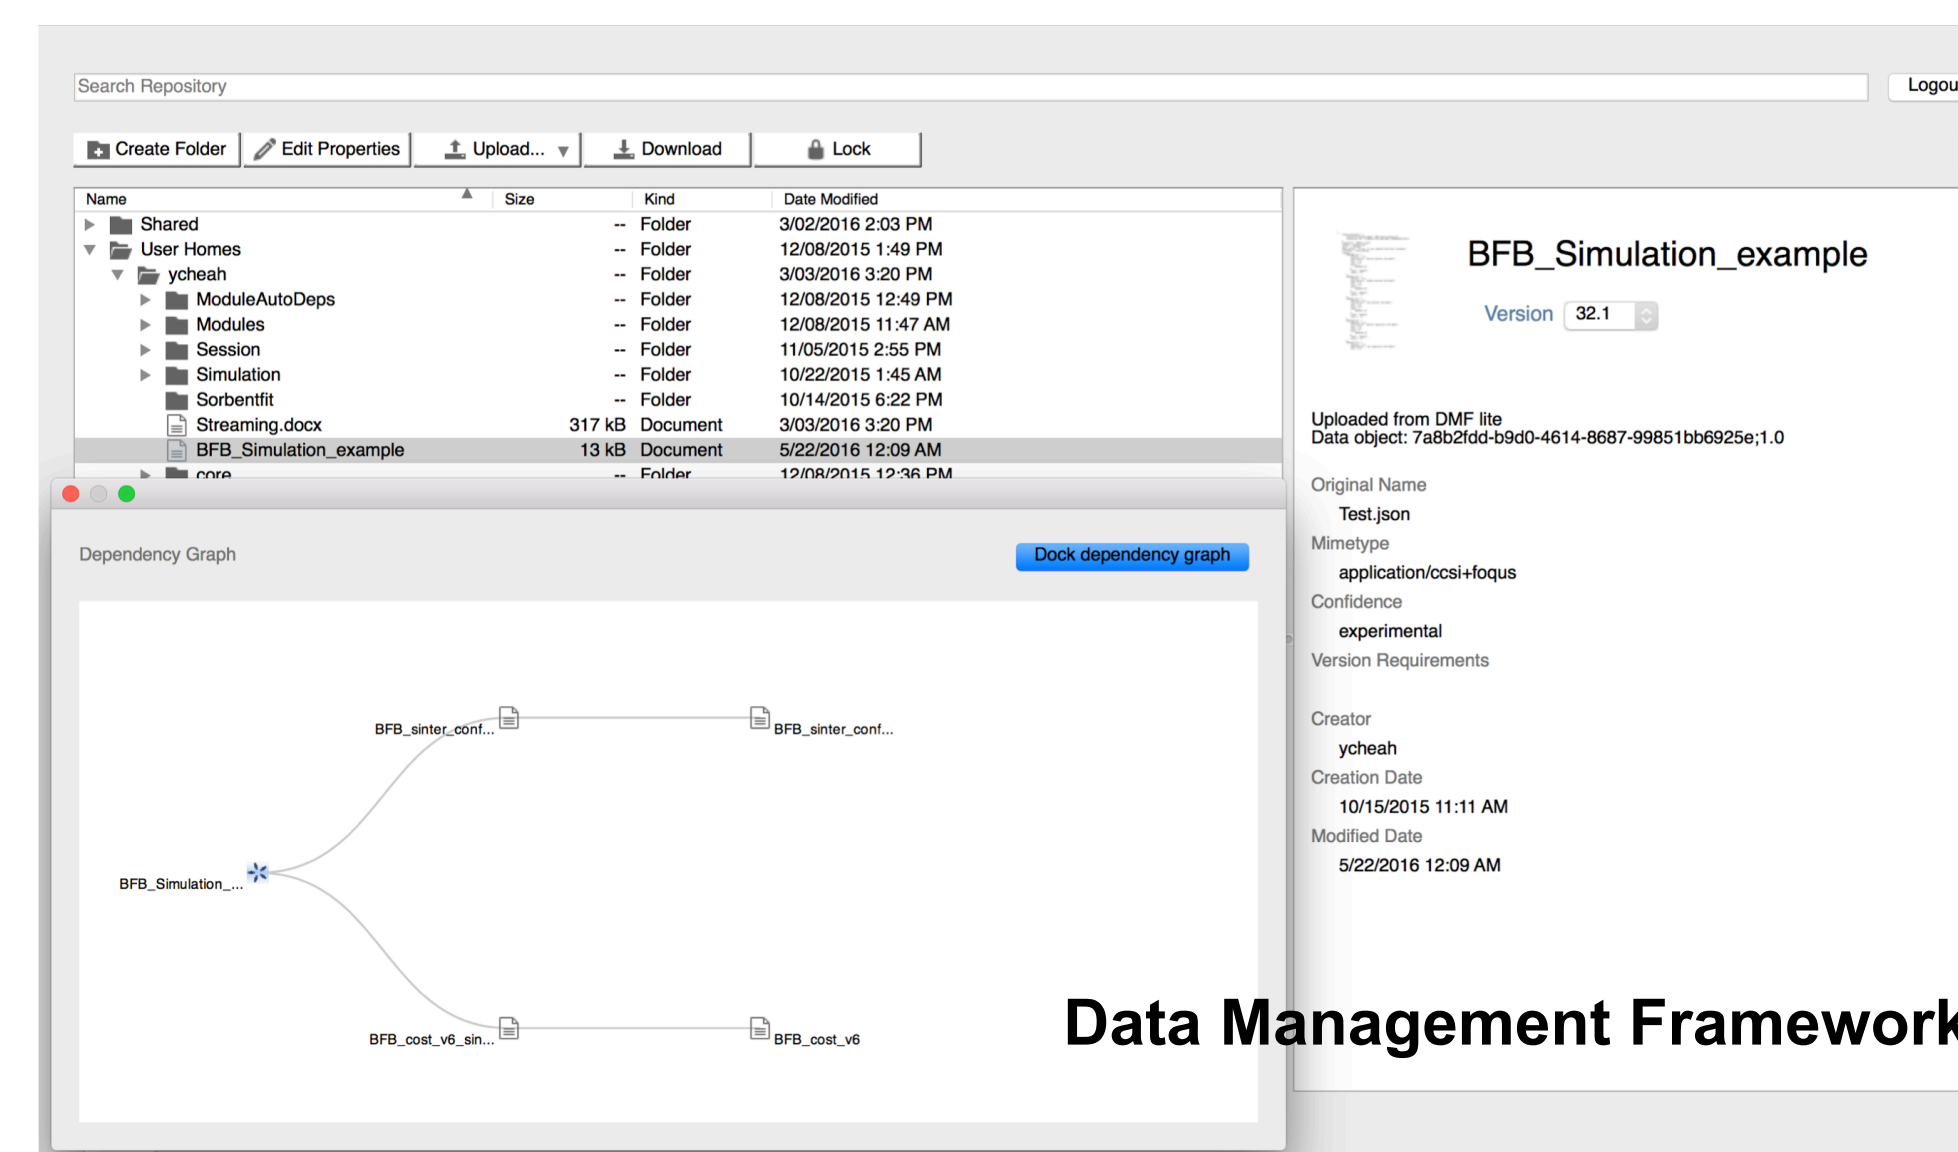 Search Repository
Logou
Create Folder Edit Properties Upload... Download Lock
Name Size Kind Date Modified
Shared -- Folder 3/02/2016 2:03 PM
User Homes -- Folder 12/08/2015 1:49 PM
ycheah -- Folder 3/03/2016 3:20 PM
ModuleAutoDeps -- Folder 12/08/2015 12:49 PM
Modules -- Folder 12/08/2015 11:47 AM
Session -- Folder 11/05/2015 2:55 PM
Simulation -- Folder 10/22/2015 1:45 AM
Sorbentfit -- Folder 10/14/2015 6:22 PM
Streaming.docx 317 kB Document 3/03/2016 3:20 PM
BFB_Simulation_example 13 kB Document 5/22/2016 12:09 AM
core -- Folder 12/08/2015 12:36 PM
Dependency Graph
Dock dependency graph
BFB_sinter_conf...
BFB_sinter_conf...
BFB_Simulation_...
BFB_cost_v6_sin...
BFB_cost_v6
BFB_Simulation_example
Version 32.1
Uploaded from DMF lite
Data object: 7a8b2fdd-b9d0-4614-8687-99851bb6925e;1.0
Original Name
Test.json
Mimetype
application/ccsi+foqus
Confidence
experimental
Version Requirements
Creator
ycheah
Creation Date
10/15/2015 11:11 AM
Modified Date
5/22/2016 12:09 AM
Data Management Framework